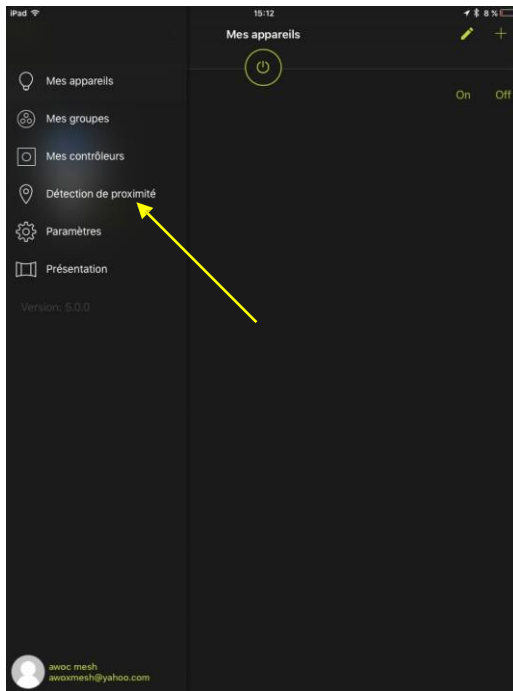 iPad 15:12 8 %
Mes appareils
Mes appareils
On Off
Mes groupes
Mes contrôleurs
Détection de proximité
Paramètres
Présentation
Version: 5.0.0
awoc mesh
awoxmesh@yahoo.com